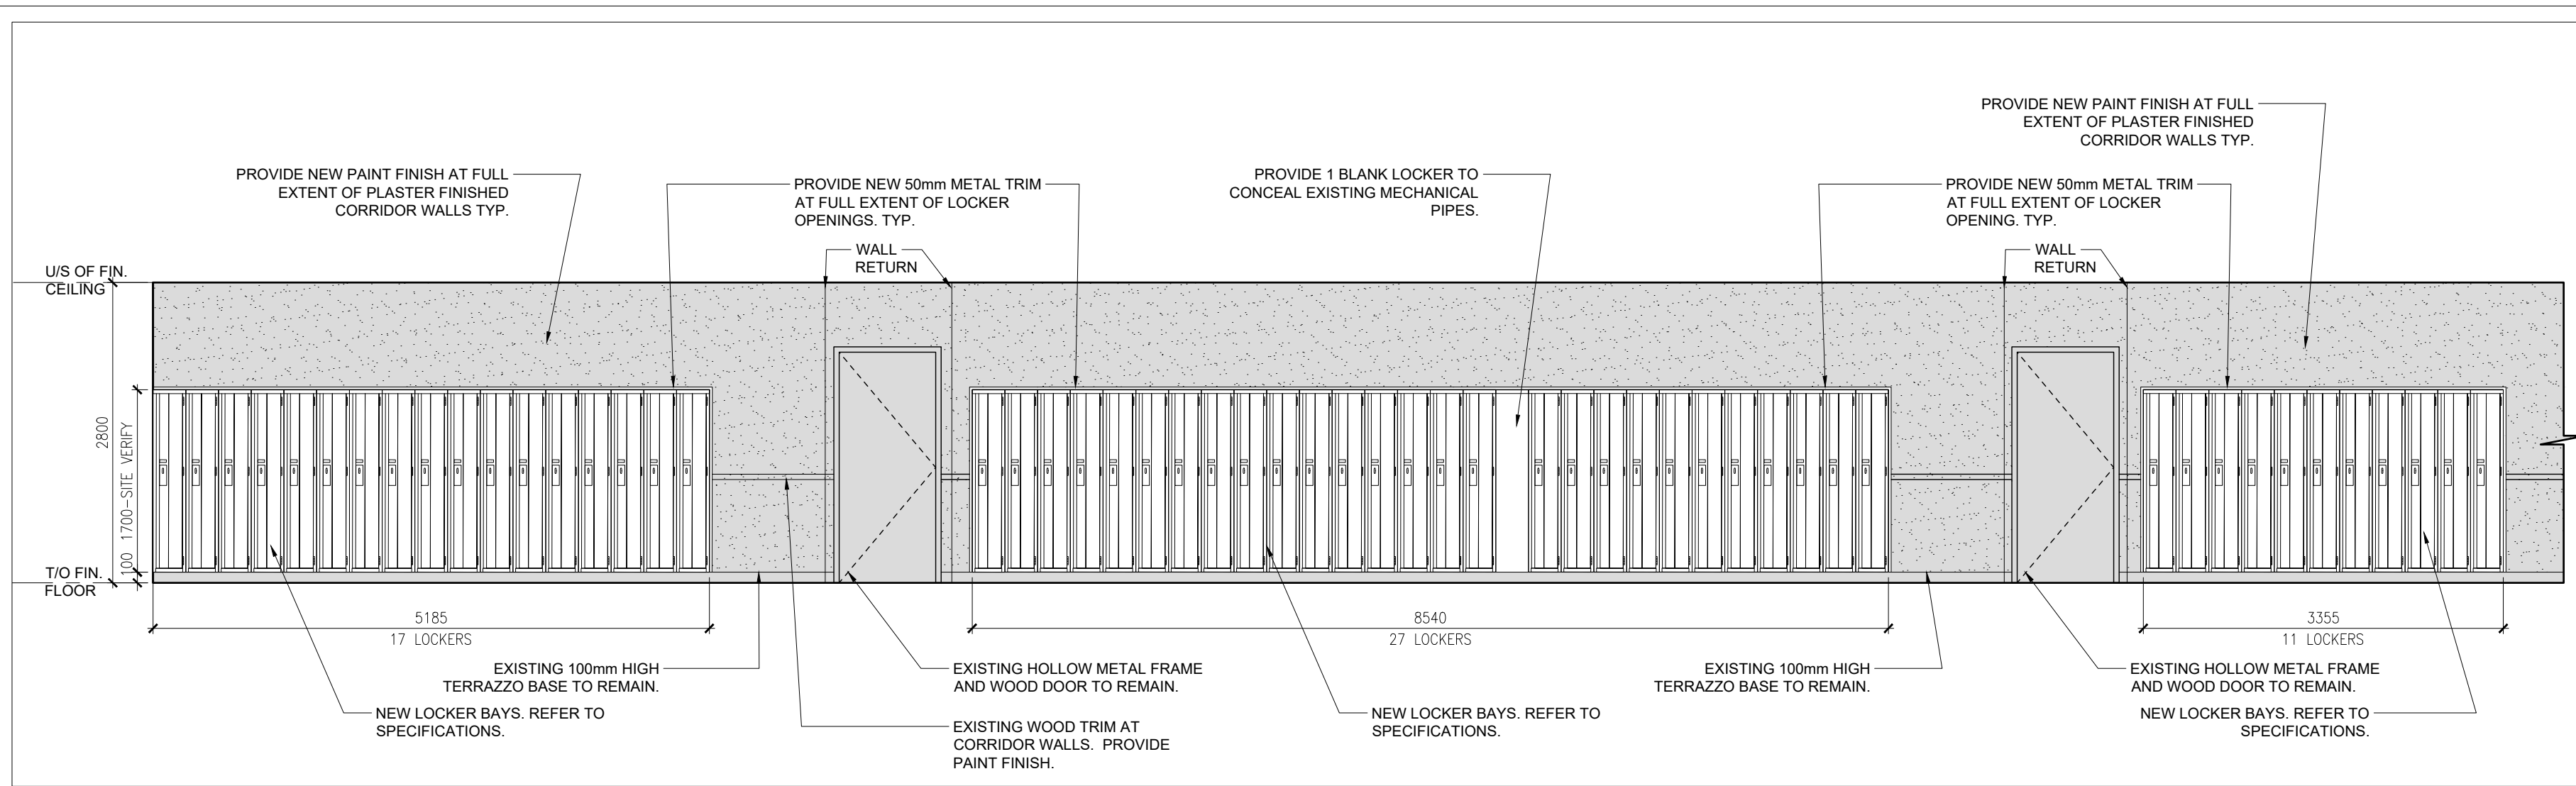 PROVIDE NEW PAINT FINISH AT FULL
EXTENT OF PLASTER FINISHED
CORRIDOR WALLS TYP.
PROVIDE NEW 50mm METAL TRIM
AT FULL EXTENT OF LOCKER
OPENINGS. TYP.
WALL
RETURN
PROVIDE 1 BLANK LOCKER TO
CONCEAL EXISTING MECHANICAL
PIPES.
PROVIDE NEW 50mm METAL TRIM
AT FULL EXTENT OF LOCKER
OPENING. TYP.
WALL
RETURN
PROVIDE NEW PAINT FINISH AT FULL
EXTENT OF PLASTER FINISHED
CORRIDOR WALLS TYP.
U/S OF FIN.
CEILING
2800
1700-SITE VERIFY
100
T/O FIN.
FLOOR
5185
17 LOCKERS
8540
27 LOCKERS
3355
11 LOCKERS
EXISTING 100mm HIGH
TERRAZZO BASE TO REMAIN.
NEW LOCKER BAYS. REFER TO
SPECIFICATIONS.
EXISTING HOLLOW METAL FRAME
AND WOOD DOOR TO REMAIN.
EXISTING WOOD TRIM AT
CORRIDOR WALLS. PROVIDE
PAINT FINISH.
NEW LOCKER BAYS. REFER TO
SPECIFICATIONS.
EXISTING 100mm HIGH
TERRAZZO BASE TO REMAIN.
EXISTING HOLLOW METAL FRAME
AND WOOD DOOR TO REMAIN.
NEW LOCKER BAYS. REFER TO
SPECIFICATIONS.